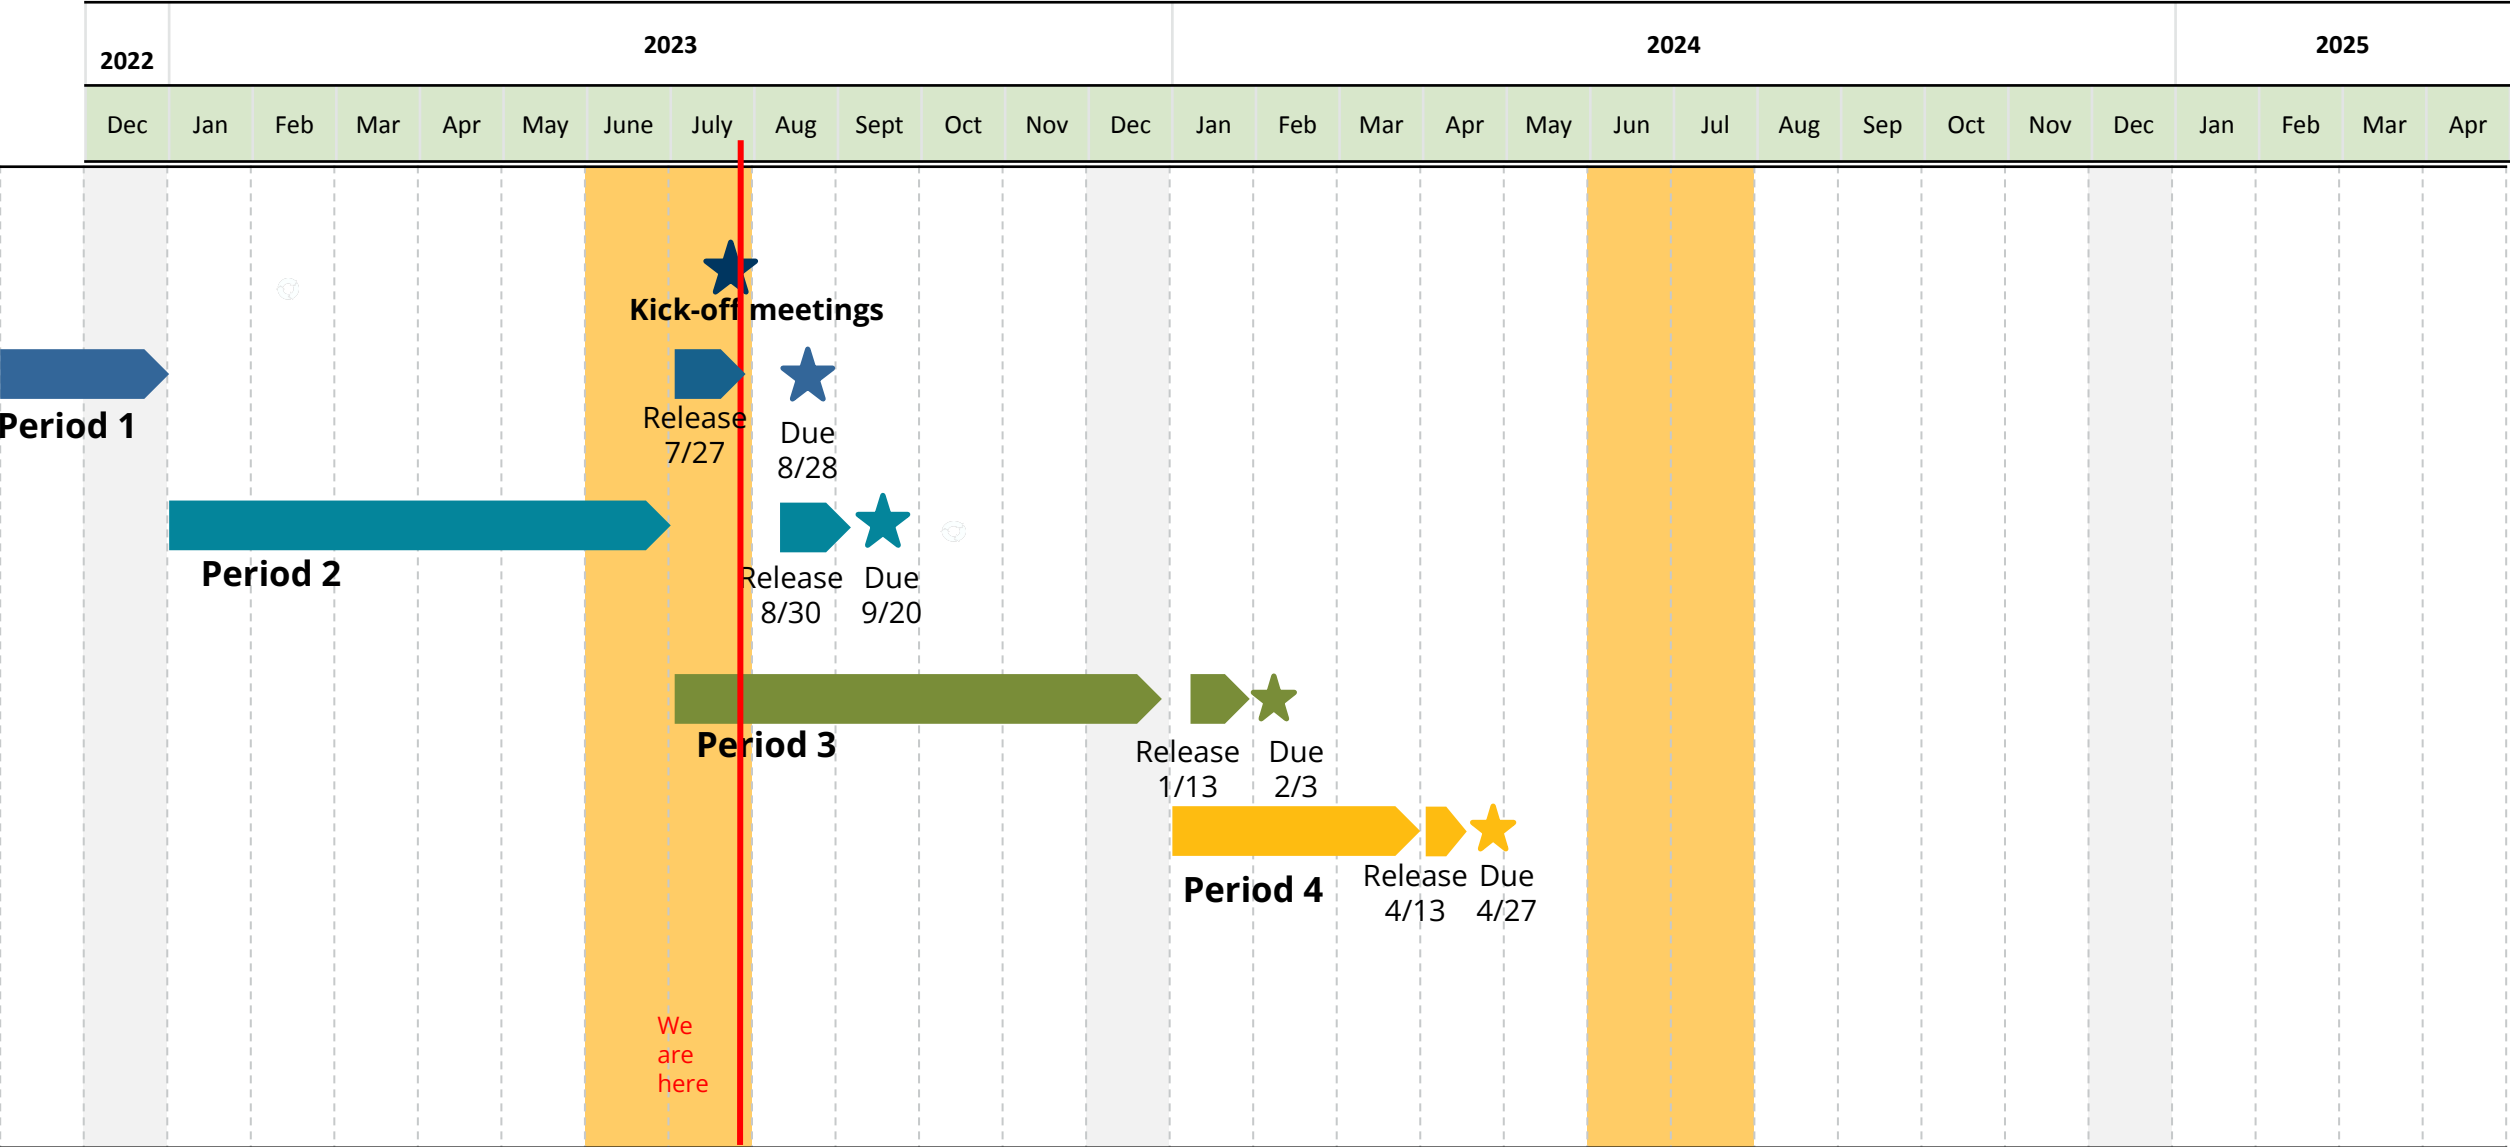 2022 2023 2024 2025
Dec Jan Feb Mar Apr May June July Aug Sept Oct Nov Dec Jan Feb Mar Apr May Jun Jul Aug Sep Oct Nov Dec Jan Feb Mar Apr
Kick-off meetings
Release
7/27
Due
8/28
Period 1
Period 2
Release
8/30
Due
9/20
Period 3
Release
1/13
Due
2/3
Period 4
Release
4/13
Due
4/27
We
are
here